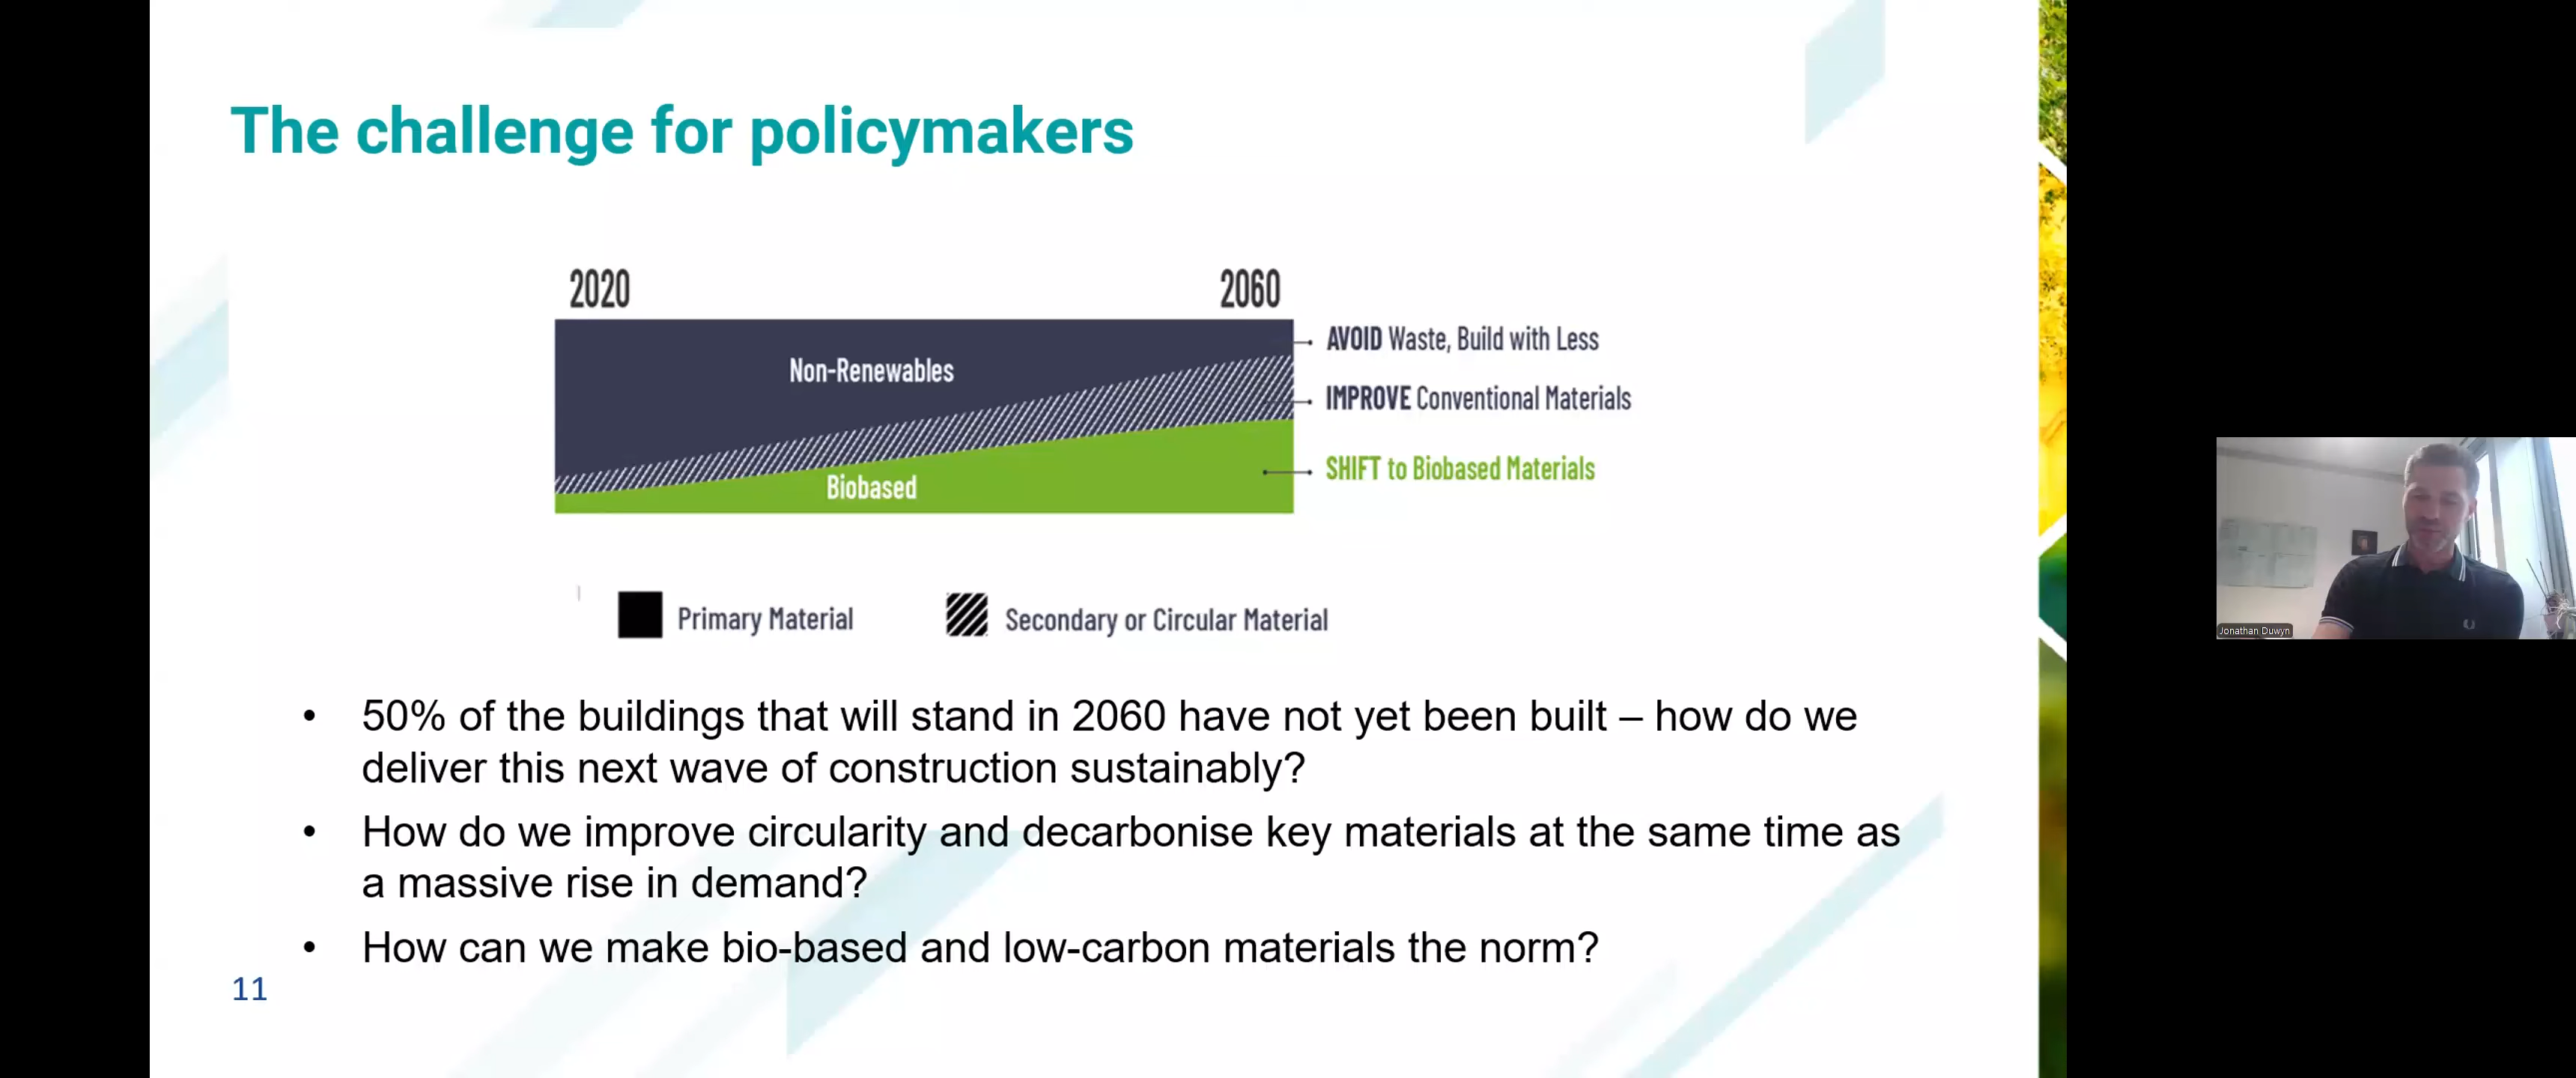 The challenge for policymakers
2020
2060
Non-Renewables
Biobased
AVOID Waste, Build with Less
IMPROVE Conventional Materials
SHIFT to Biobased Materials
Primary Material
Secondary or Circular Material
• 50% of the buildings that will stand in 2060 have not yet been built – how do we
deliver this next wave of construction sustainably?
• How do we improve circularity and decarbonise key materials at the same time as
a massive rise in demand?
• How can we make bio-based and low-carbon materials the norm?
11
Jonathan Duwyn